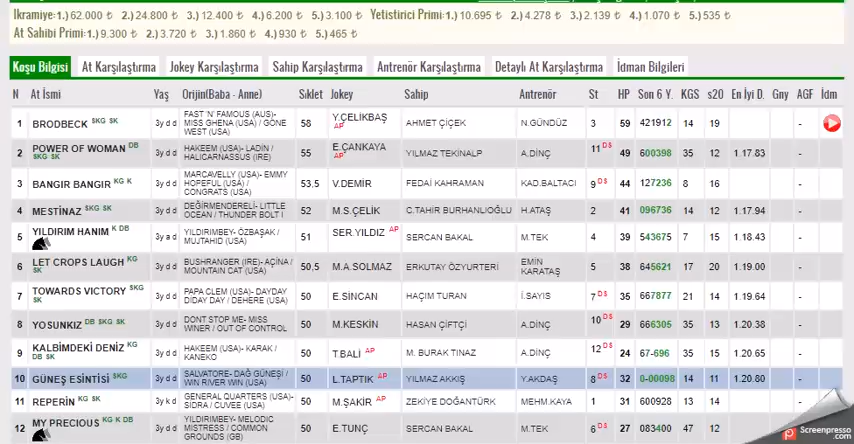 İkramiye: 1.) 62.000 ₺ 2.) 24.800 ₺ 3.) 12.400 ₺ 4.) 6.200 ₺ 5.) 3.100 ₺ Yetiştirici Primi: 1.) 10.695 ₺ 2.) 4.278 ₺ 3.) 2.139 ₺ 4.) 1.070 ₺ 5.) 535 ₺
At Sahibi Primi: 1.) 9.300 ₺ 2.) 3.720 ₺ 3.) 1.860 ₺ 4.) 930 ₺ 5.) 465 ₺
Koşu Bilgisi At Karşılaştırma Jokey Karşılaştırma Sahip Karşılaştırma Antrenör Karşılaştırma Detaylı At Karşılaştırma İdman Bilgileri
N At İsmi Yaş Orijin(Baba - Anne) Sıklet Jokey Sahip Antrenör St HP Son 6 Y. KGS s20 En İyi D. Gny AGF İdm
1 BRODBECK SKG SK 3y d d FAST 'N' FAMOUS (AUS)- MISS GHENA (USA) / GONE WEST (USA) 58 Y.ÇELİKBAŞ AP AHMET ÇİÇEK N.GÜNDÜZ 3 59 421912 14 19 -
2 POWER OF WOMAN DB SKG SK 3y d d HAKEEM (USA)- LADİN / HALICARNASSUS (IRE) 55 E.ÇANKAYA AP YILMAZ TEKİNALP A.DİNÇ 11 DS 49 600398 35 12 1.17.83 -
3 BANGIR BANGIR KG K 3y d d MARCAVELLY (USA)- EMMY HOPEFUL (USA) / CONGRATS (USA) 53,5 V.DEMİR FEDAİ KAHRAMAN KAD.BALTACI 9 DS 44 127236 8 16 -
4 MESTİNAZ SKG SK 3y d d DEĞİRMENDERELİ- LITTLE OCEAN / THUNDER BOLT I 52 M.S.ÇELİK C.TAHİR BURHANLIOĞLU H.ATAŞ 2 41 096736 14 12 1.17.94 -
5 YILDIRIM HANIM K DB 3y a d YILDIRIMBEY- ÖZBAŞAK / MUJTAHID (USA) 51 SER.YILDIZ AP SERCAN BAKAL M.TEK 4 39 543675 7 15 1.18.43 -
6 LET CROPS LAUGH KG SK 3y d d BUSHRANGER (IRE)- AÇİNA / MOUNTAIN CAT (USA) 50,5 M.A.SOLMAZ ERKUTAY ÖZYURTERİ EMİN KARATAŞ 5 38 645621 17 20 1.19.00 -
7 TOWARDS VICTORY SKG SK 3y d d PAPA CLEM (USA)- DAYDAY DIDAY DAY / DEHERE (USA) 50 E.SİNCAN HAÇIM TURAN İ.SAYIS 7 DS 35 667877 21 14 1.19.64 -
8 YOSUNKIZ DB SKG SK 3y d d DONT STOP ME- MISS WINER / OUT OF CONTROL 50 M.KESKİN HASAN ÇİFTÇİ A.DİNÇ 10 DS 29 666305 35 13 1.20.38 -
9 KALBİMDEKİ DENİZ KG DB SK 3y d d HAKEEM (USA)- KARAK / KANEKO 50 T.BALİ AP M. BURAK TINAZ A.DİNÇ 12 DS 24 67-696 35 15 1.20.65 -
10 GÜNEŞ ESİNTİSİ SKG 3y d d SALVATORE- DAĞ GÜNEŞİ / WIN RIVER WIN (USA) 50 L.TAPTIK AP YILMAZ AKKIŞ Y.AKDAŞ 8 DS 32 0-00098 14 11 1.20.80 -
11 REPERİN KG SK 3y k d GENERAL QUARTERS (USA)- SIDRA / CUVEE (USA) 50 M.ŞAKİR AP ZEKİYE DOĞANTÜRK MEHM.KAYA 1 31 600928 13 14 -
12 MY PRECIOUS KG K DB 3y d d YILDIRIMBEY- MELODIC MISTRESS / COMMON GROUNDS (GB) 50 E.TUNÇ SERCAN BAKAL M.TEK 6 DS 27 083400 47 12 -
Screenpresso
.com